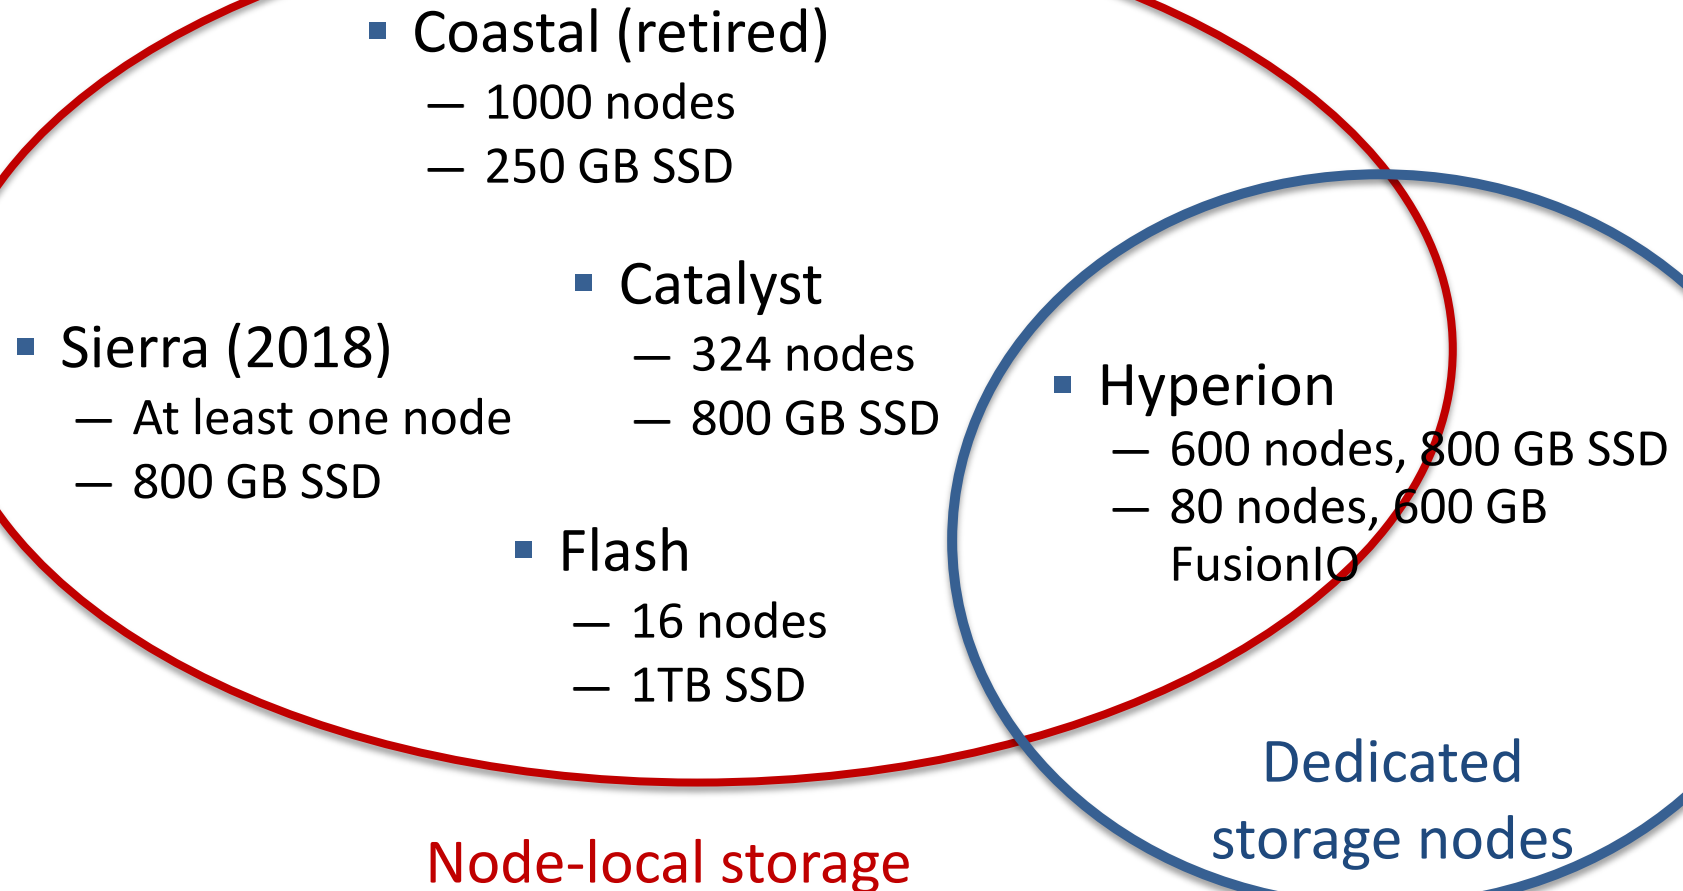 Coastal (retired)
— 1000 nodes
— 250 GB SSD
Catalyst
— 324 nodes
— 800 GB SSD
Sierra (2018)
— At least one node
— 800 GB SSD
Hyperion
— 600 nodes, 800 GB SSD
— 80 nodes, 600 GB
FusionIO
Flash
— 16 nodes
— 1TB SSD
Dedicated
storage nodes
Node-local storage